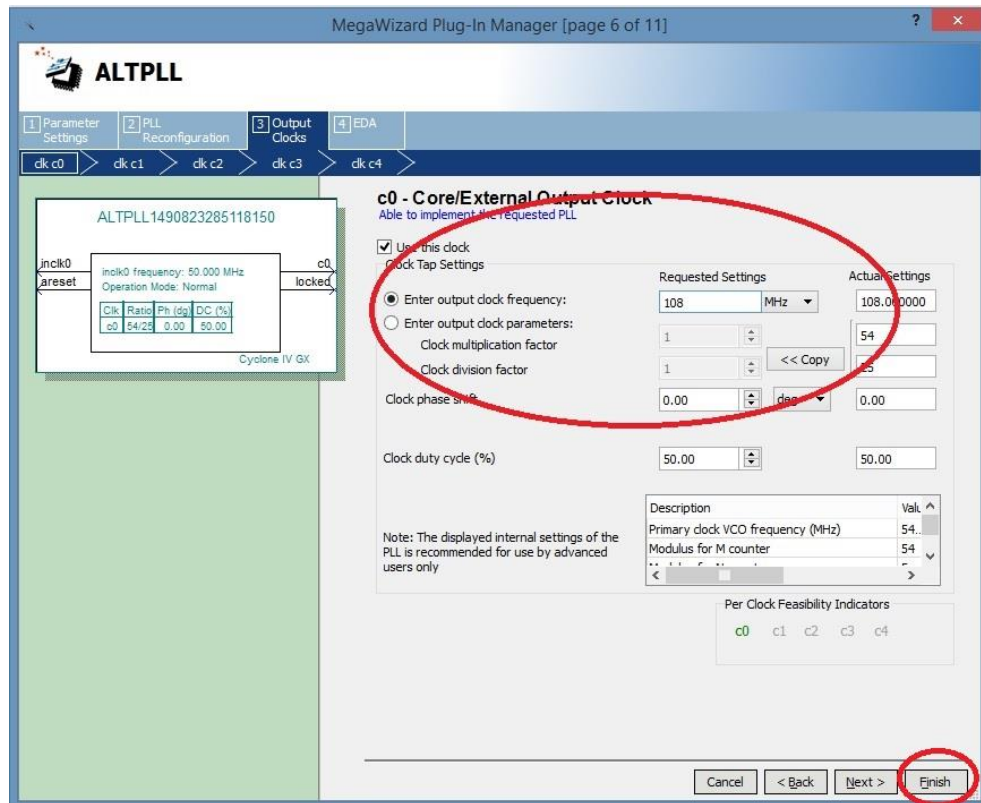 MegaWizard Plug-In Manager [page 6 of 11] ? ×
ALTPLL
1 Parameter Settings 2 PLL Reconfiguration 3 Output Clocks 4 EDA
clk c0 clk c1 clk c2 clk c3 clk c4
ALTPLL1490823285118150
inclk0 c0
areset locked
inclk0 frequency: 50.000 MHz
Operation Mode: Normal
Clk Ratio Ph (dg) DC (%)
c0 54/25 0.00 50.00
Cyclone IV GX
c0 - Core/External Output Clock
Able to implement the requested PLL
Use this clock
Clock Tap Settings
Requested Settings Actual Settings
Enter output clock frequency: 108 MHz 108.000000
Enter output clock parameters:
Clock multiplication factor 1 54
<< Copy
Clock division factor 1 25
Clock phase shift 0.00 deg 0.00
Clock duty cycle (%) 50.00 50.00
Note: The displayed internal settings of the
PLL is recommended for use by advanced
users only
Description Valu
Primary clock VCO frequency (MHz) 54..
Modulus for M counter 54
Per Clock Feasibility Indicators
c0 c1 c2 c3 c4
Cancel < Back Next > Finish